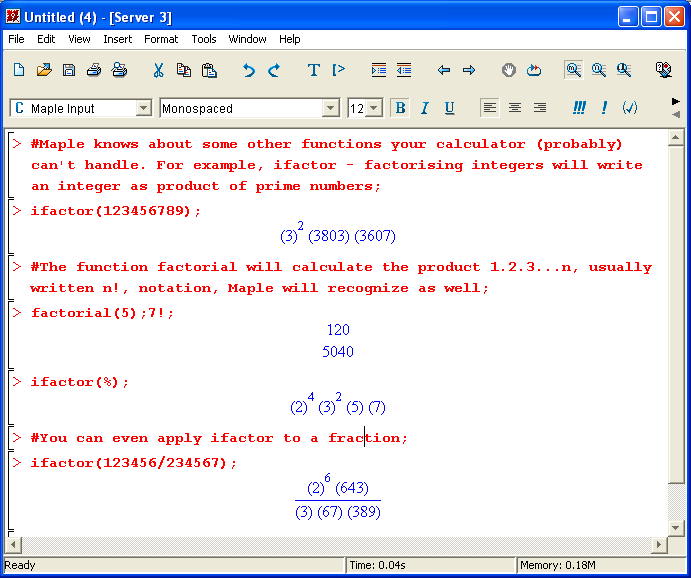 Untitled (4) - [Server 3]
File Edit View Insert Format Tools Window Help
C Maple Input Monospaced 12 B I U !!! ! (√)
> #Maple knows about some other functions your calculator (probably)
can't handle. For example, ifactor - factorising integers will write
an integer as product of prime numbers;
> ifactor(123456789);
(3)² (3803) (3607)
> #The function factorial will calculate the product 1.2.3...n, usually
written n!, notation, Maple will recognize as well;
> factorial(5);7!;
120
5040
> ifactor(%);
(2)⁴ (3)² (5) (7)
> #You can even apply ifactor to a fraction;
> ifactor(123456/234567);
(2)⁶ (643)
(3) (67) (389)
Ready Time: 0.04s Memory: 0.18M